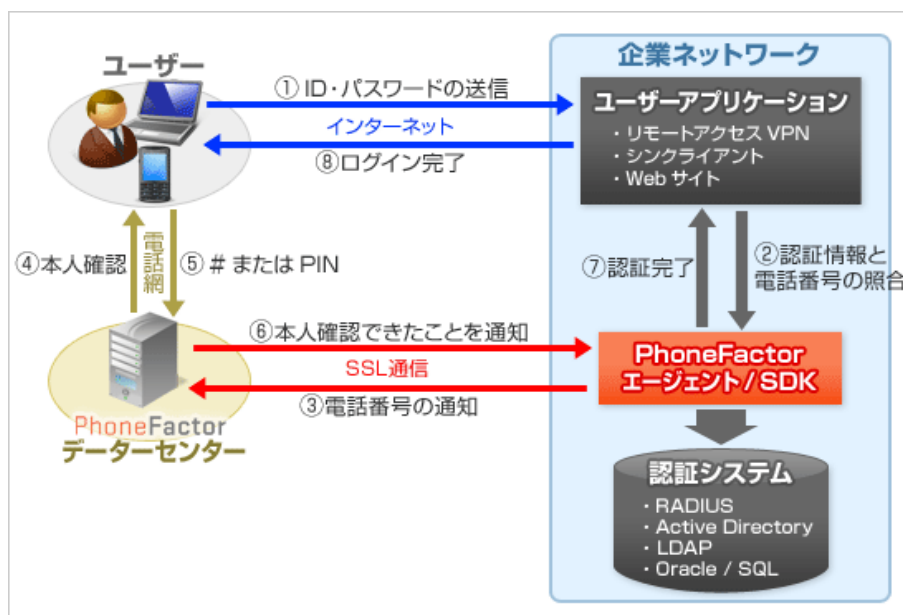 ユーザー
企業ネットワーク
①ID・パスワードの送信
インターネット
⑧ログイン完了
ユーザーアプリケーション
・リモートアクセス VPN
・シンクライアント
・Web サイト
④本人確認
電話網
⑤# または PIN
⑦認証完了
②認証情報と
電話番号の照合
⑥本人確認できたことを通知
SSL通信
③電話番号の通知
PhoneFactor
エージェント/SDK
PhoneFactor
データーセンター
認証システム
・RADIUS
・Active Directory
・LDAP
・Oracle / SQL